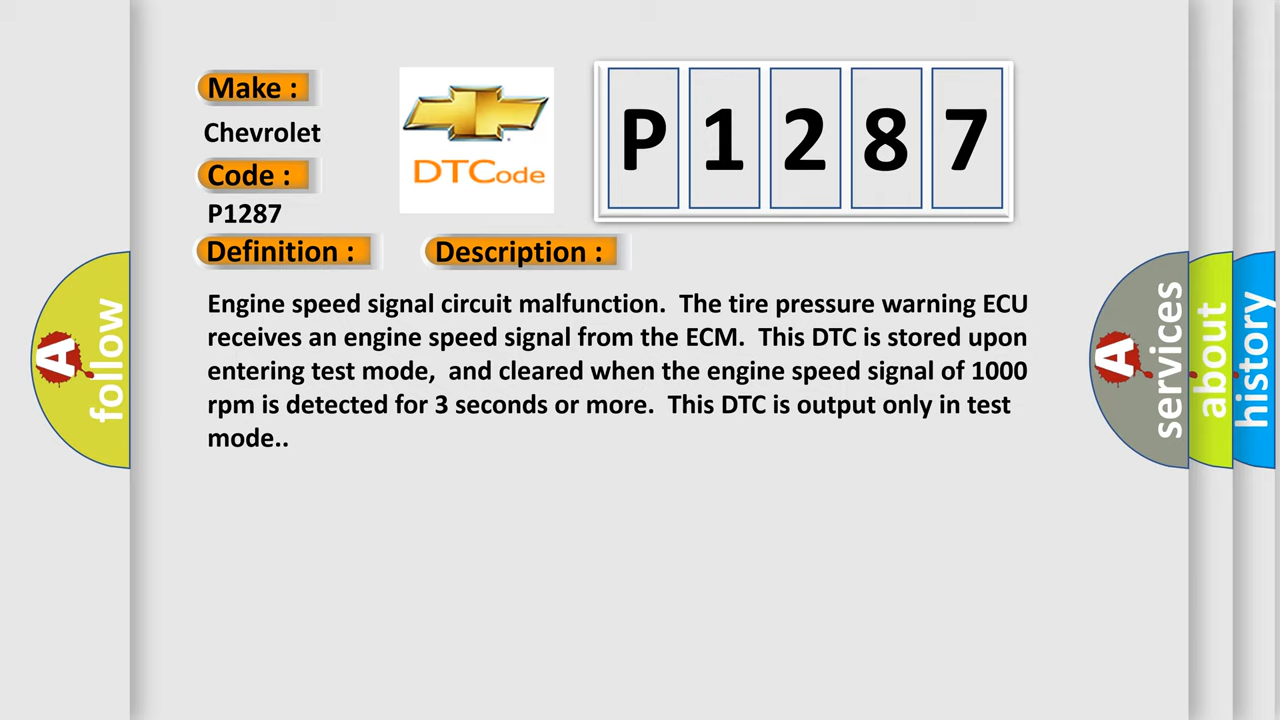 Make :
Chevrolet
Code :
P1287
Definition :
Description :
DTCode
P 1 2 8 7
Engine speed signal circuit malfunction. The tire pressure warning ECU
receives an engine speed signal from the ECM. This DTC is stored upon
entering test mode, and cleared when the engine speed signal of 1000
rpm is detected for 3 seconds or more. This DTC is output only in test
mode..
A
follow
A
services
about
history